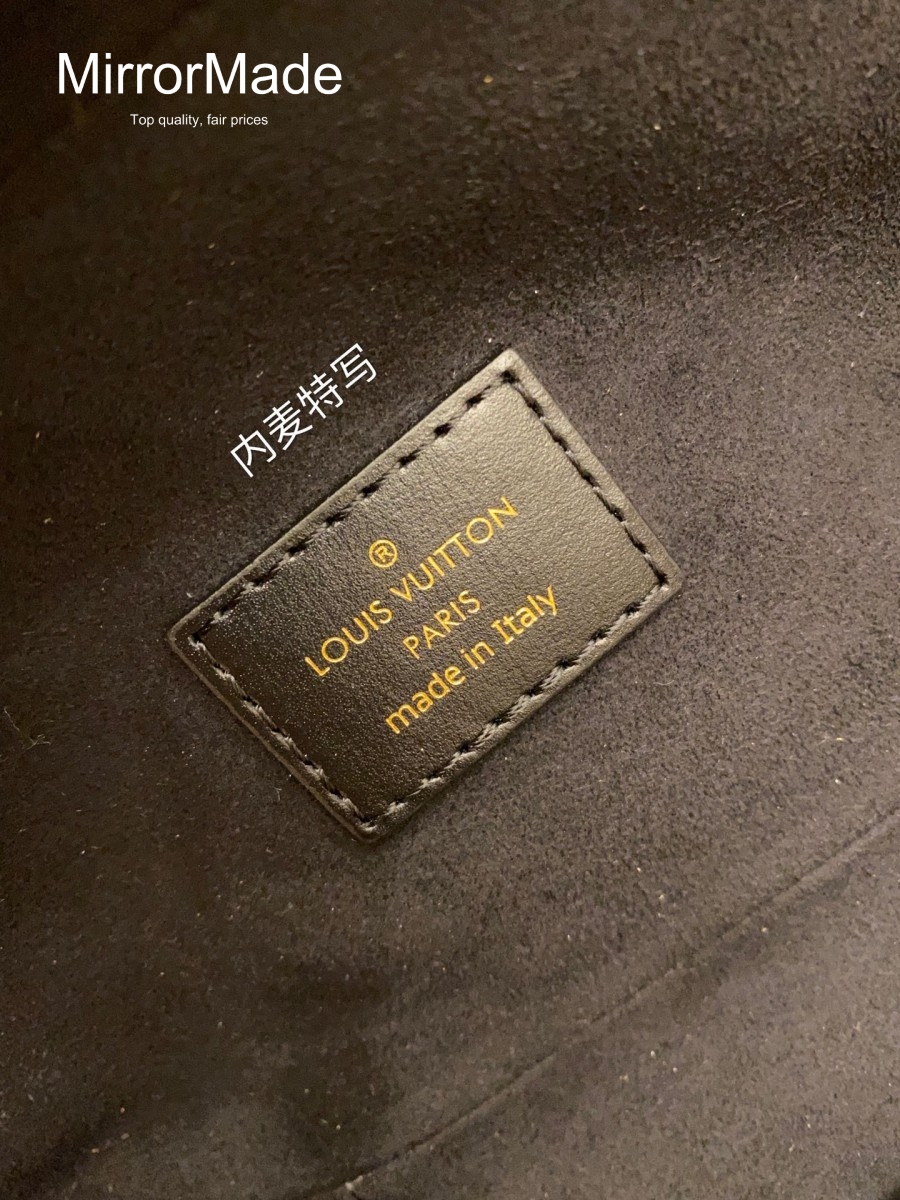 MirrorMade
Top quality, fair prices
内麦特写
®
LOUIS VUITTON
PARIS
made in Italy